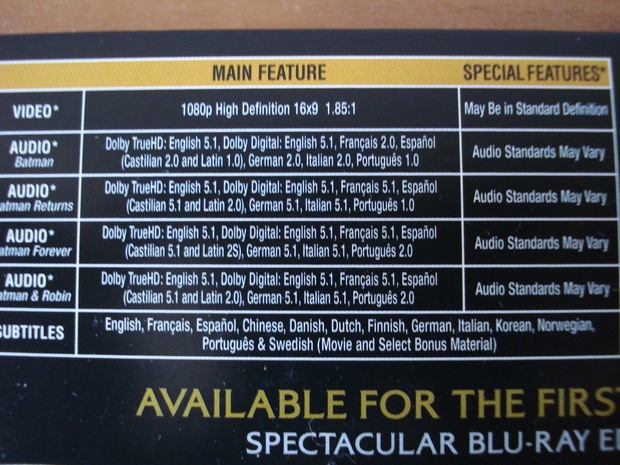 MAIN FEATURE SPECIAL FEATURES*
VIDEO* 1080p High Definition 16x9 1.85:1 May Be in Standard Definition
AUDIO* Dolby TrueHD: English 5.1, Dolby Digital: English 5.1, Français 2.0, Español
Batman (Castilian 2.0 and Latin 1.0), German 2.0, Italian 2.0, Português 1.0 Audio Standards May Vary
AUDIO* Dolby TrueHD: English 5.1, Dolby Digital: English 5.1, Français 5.1, Español
atman Returns (Castilian 5.1 and Latin 2.0), German 5.1, Italian 5.1, Português 1.0 Audio Standards May Vary
AUDIO* Dolby TrueHD: English 5.1, Dolby Digital: English 5.1, Français 5.1, Español
atman Forever (Castilian 5.1 and Latin 2S), German 5.1, Italian 5.1, Português 2.0 Audio Standards May Vary
AUDIO* Dolby TrueHD: English 5.1, Dolby Digital: English 5.1, Français 5.1, Español
atman & Robin (Castilian 5.1 and Latin 2.0), German 5.1, Italian 5.1, Português 2.0 Audio Standards May Vary
SUBTITLES English, Français, Español, Chinese, Danish, Dutch, Finnish, German, Italian, Korean, Norwegian,
Português & Swedish (Movie and Select Bonus Material)
AVAILABLE FOR THE FIRS
SPECTACULAR BLU-RAY E